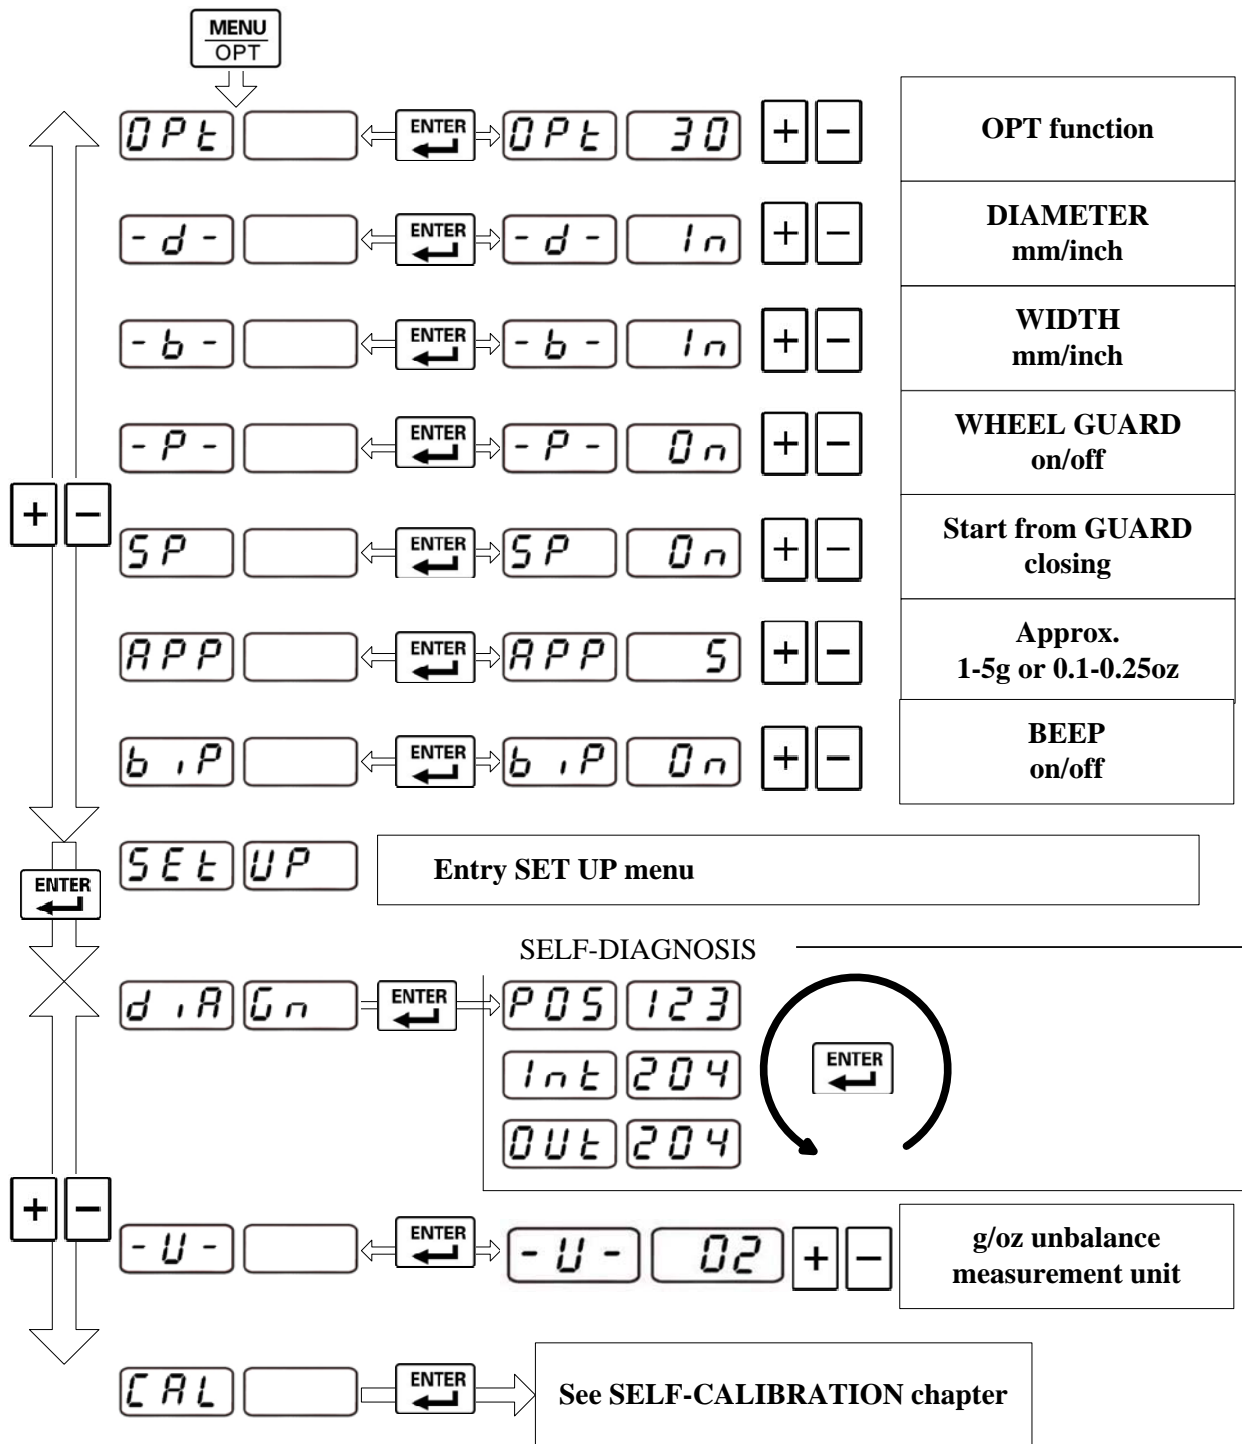 MENU
OPT
OPt ENTER OPt 30 + − OPT function
-d- ENTER -d- In + − DIAMETER
mm/inch
-b- ENTER -b- In + − WIDTH
mm/inch
-P- ENTER -P- On + − WHEEL GUARD
on/off
+ −
SP ENTER SP On + − Start from GUARD
closing
APP ENTER APP 5 + − Approx.
1-5g or 0.1-0.25oz
biP ENTER biP On + − BEEP
on/off
SEt UP Entry SET UP menu
ENTER
SELF-DIAGNOSIS
diA Gn ENTER POS 123
Int 204
ENTER
OUt 204
+ −
-U- ENTER -U- 02 + − g/oz unbalance
measurement unit
CAL ENTER See SELF-CALIBRATION chapter